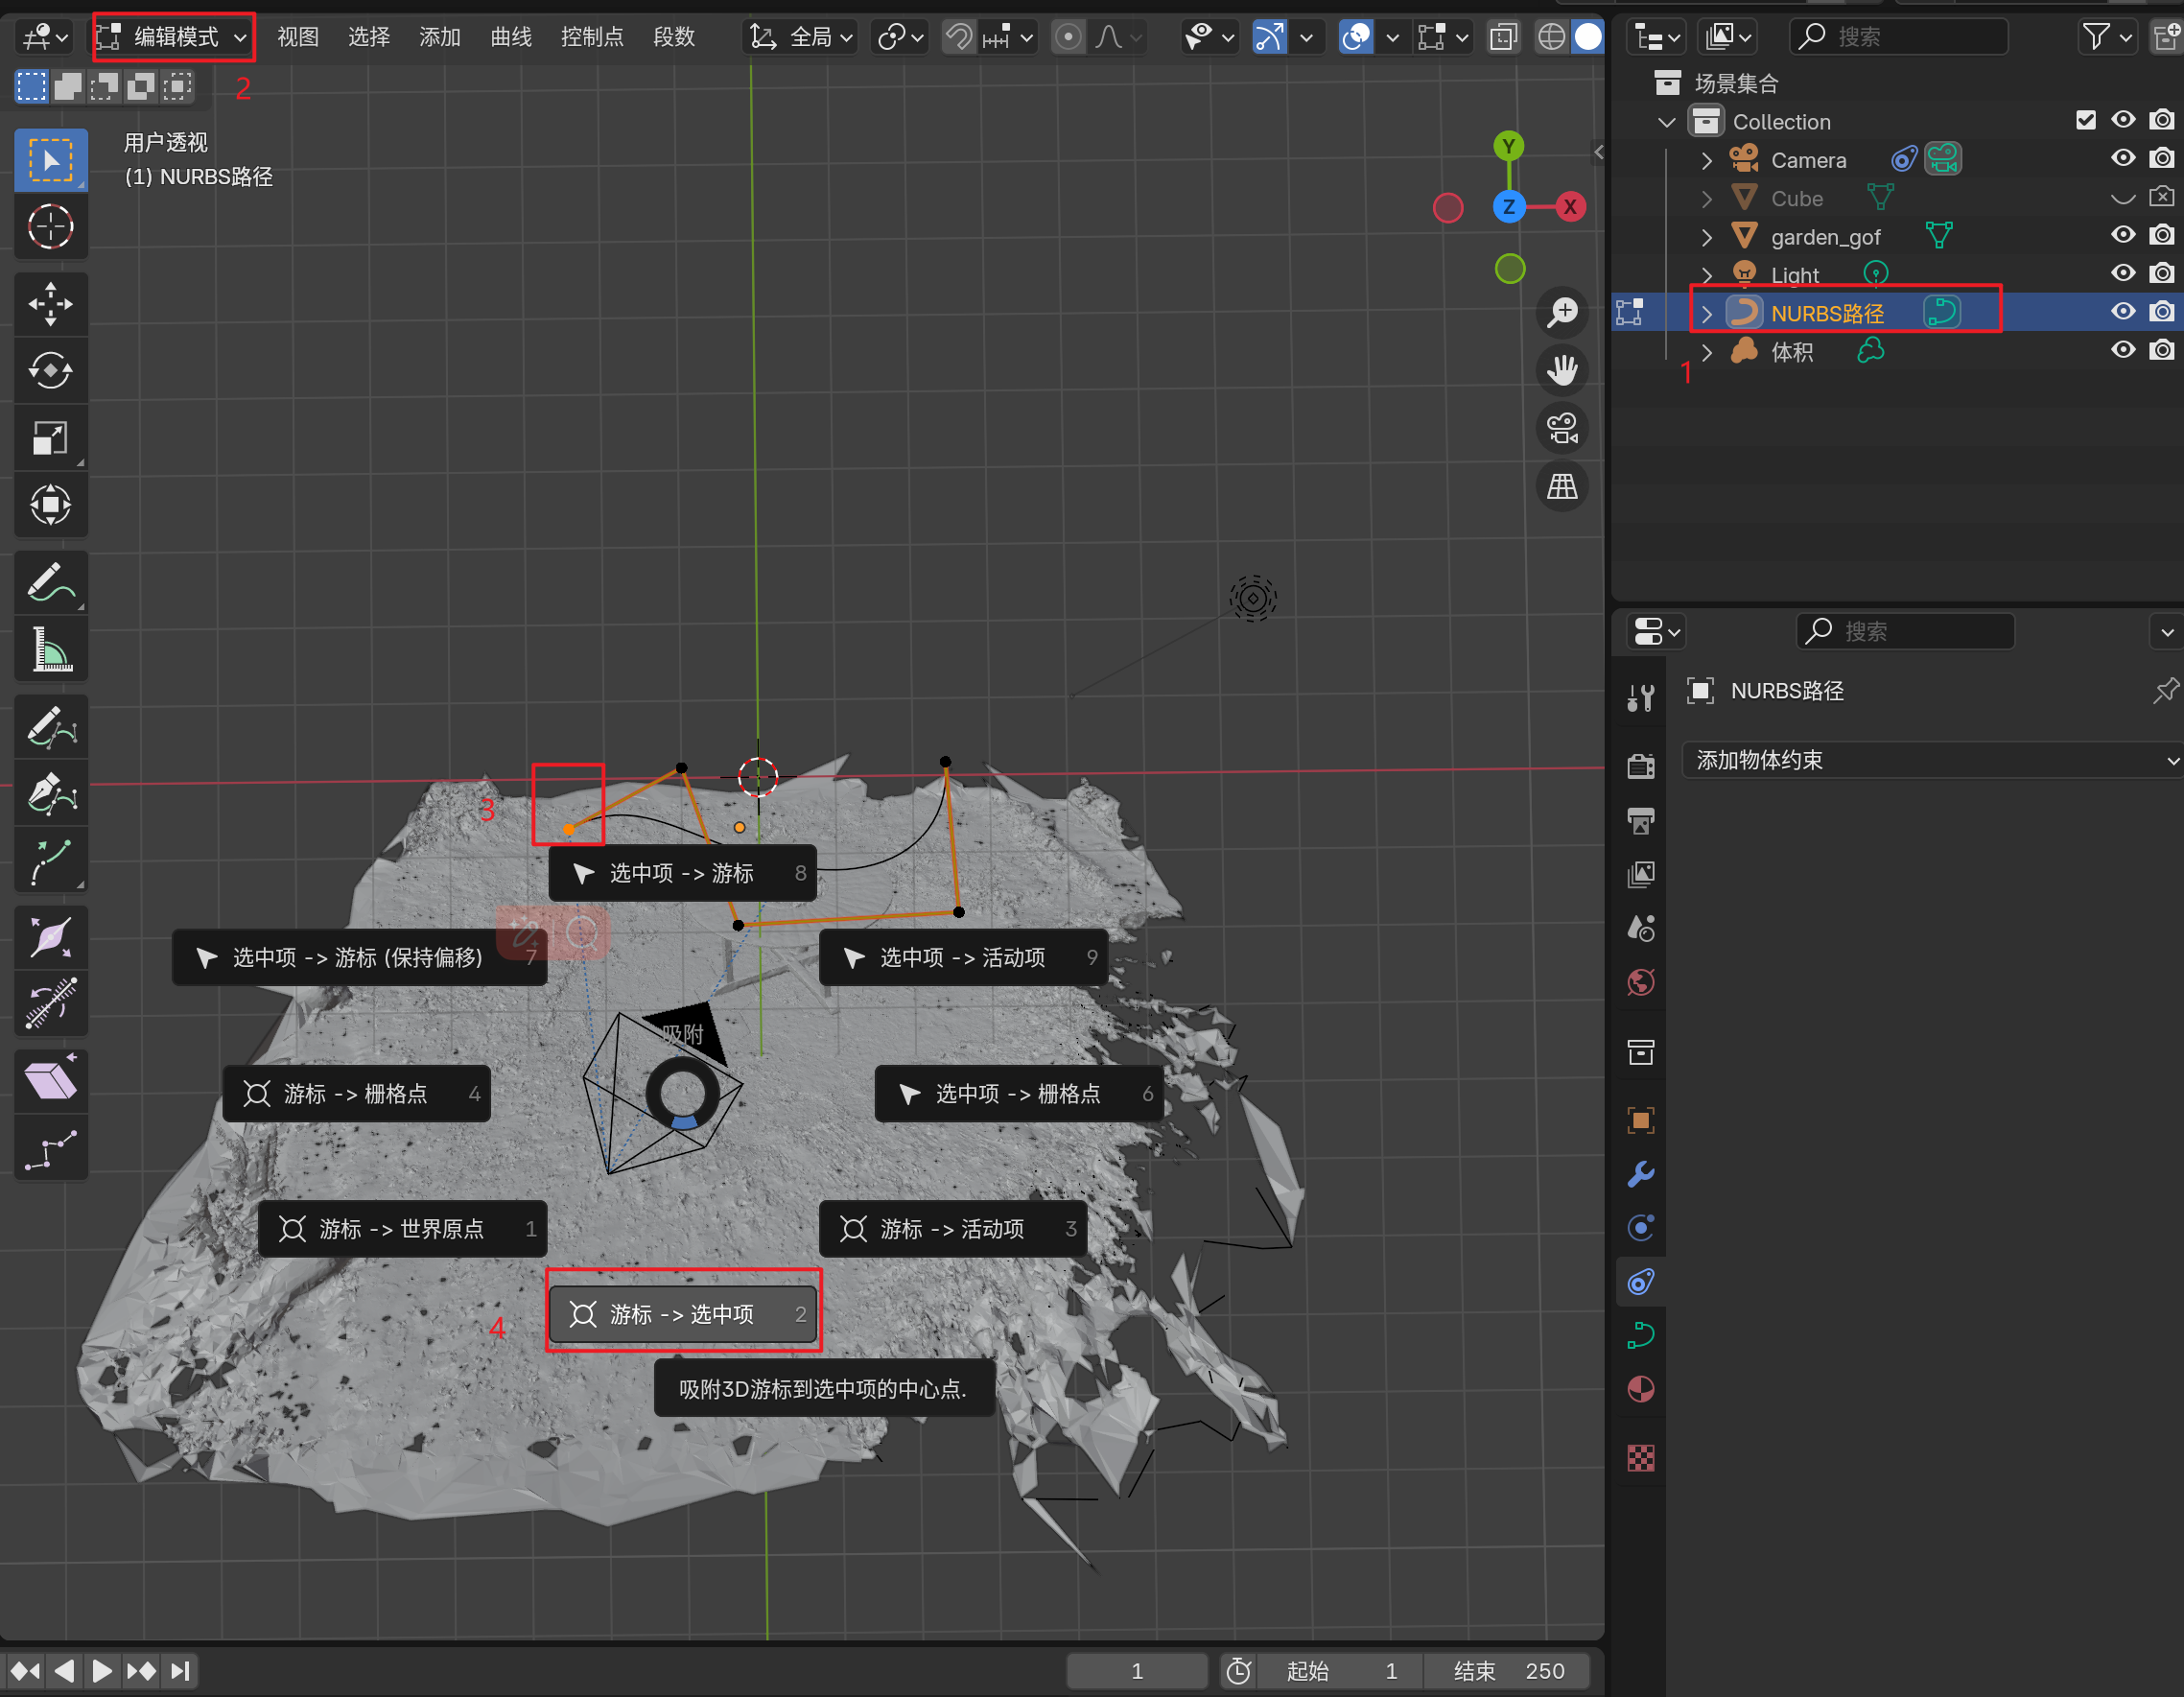 编辑模式 视图 选择 添加 曲线 控制点 段数 全局
2
用户透视
(1) NURBS路径
Y
Z
X
搜索
场景集合
Collection
Camera
Cube
garden_gof
Light
NURBS路径
体积
1
搜索
NURBS路径
添加物体约束
3
选中项 -> 游标 8
选中项 -> 游标 (保持偏移) 7
选中项 -> 活动项 9
吸附
游标 -> 栅格点 4
选中项 -> 栅格点 6
游标 -> 世界原点 1
游标 -> 活动项 3
4
游标 -> 选中项 2
吸附3D游标到选中项的中心点.
1 起始 1 结束 250